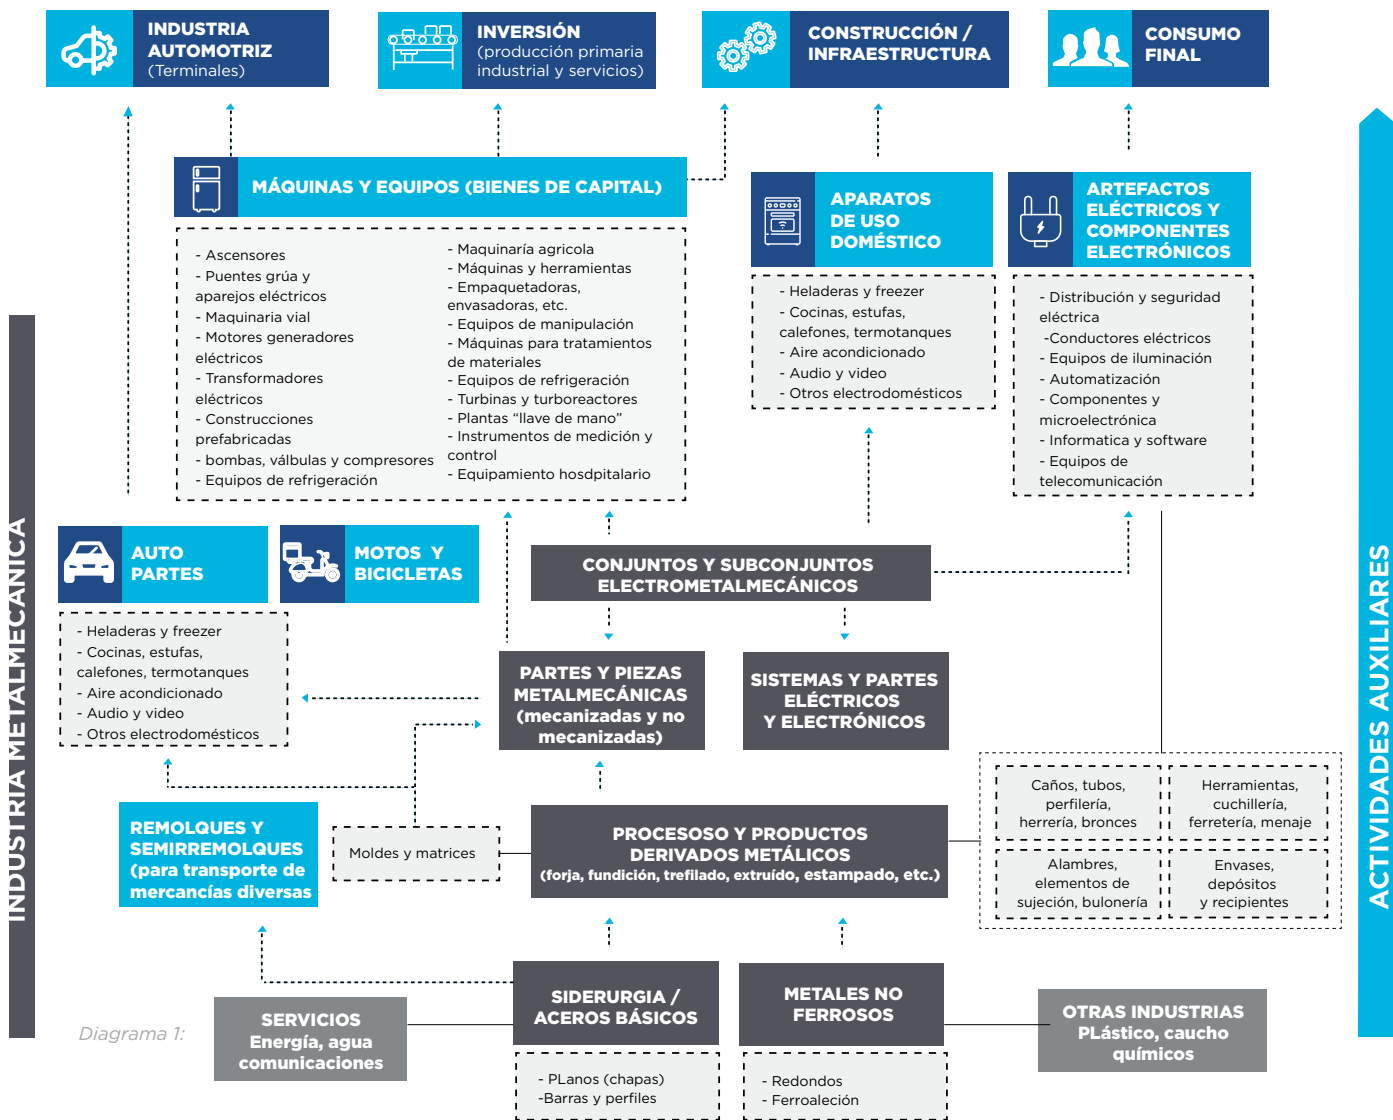 INDUSTRIA
AUTOMOTRIZ
(Terminales)
INVERSIÓN
(producción primaria
industrial y servicios)
CONSTRUCCIÓN /
INFRAESTRUCTURA
CONSUMO
FINAL
MÁQUINAS Y EQUIPOS (BIENES DE CAPITAL)
- Ascensores
- Puentes grúa y
aparejos eléctricos
- Maquinaria vial
- Motores generadores
eléctricos
- Transformadores
eléctricos
- Construcciones
prefabricadas
- bombas, válbulas y compresores
- Equipos de refrigeración
- Maquinaría agricola
- Máquinas y herramientas
- Empaquetadoras,
envasadoras, etc.
- Equipos de manipulación
- Máquinas para tratamientos
de materiales
- Equipos de refrigeración
- Turbinas y turboreactores
- Plantas “llave de mano”
- Instrumentos de medición y
control
- Equipamiento hosdpitalario
APARATOS
DE USO
DOMÉSTICO
- Heladeras y freezer
- Cocinas, estufas,
calefones, termotanques
- Aire acondicionado
- Audio y video
- Otros electrodomésticos
ARTEFACTOS
ELÉCTRICOS Y
COMPONENTES
ELECTRÓNICOS
- Distribución y seguridad
eléctrica
-Conductores eléctricos
- Equipos de iluminación
- Automatización
- Componentes y
microelectrónica
- Informatica y software
- Equipos de
telecomunicación
INDUSTRIA METALMECÁNICA
ACTIVIDADES AUXILIARES
AUTO
PARTES
MOTOS Y
BICICLETAS
- Heladeras y freezer
- Cocinas, estufas,
calefones, termotanques
- Aire acondicionado
- Audio y video
- Otros electrodomésticos
CONJUNTOS Y SUBCONJUNTOS
ELECTROMETALMECÁNICOS
PARTES Y PIEZAS
METALMECÁNICAS
(mecanizadas y no
mecanizadas)
SISTEMAS Y PARTES
ELÉCTRICOS
Y ELECTRÓNICOS
REMOLQUES Y
SEMIRREMOLQUES
(para transporte de
mercancías diversas
Moldes y matrices
PROCESOSO Y PRODUCTOS
DERIVADOS METÁLICOS
(forja, fundición, trefilado, extruído, estampado, etc.)
Caños, tubos,
perfilería,
herrería, bronces
Herramientas,
cuchillería,
ferretería, menaje
Alambres,
elementos de
sujeción, bulonería
Envases,
depósitos
y recipientes
SIDERURGIA /
ACEROS BÁSICOS
METALES NO
FERROSOS
SERVICIOS
Energía, agua
comunicaciones
OTRAS INDUSTRIAS
PLástico, caucho
químicos
- PLanos (chapas)
-Barras y perfiles
- Redondos
- Ferroaleción
Diagrama 1: